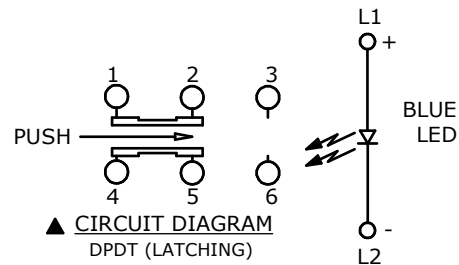 L1
+
1 2 3
BLUE
LED
PUSH
4 5 6
▲ CIRCUIT DIAGRAM
DPDT (LATCHING)
-
L2